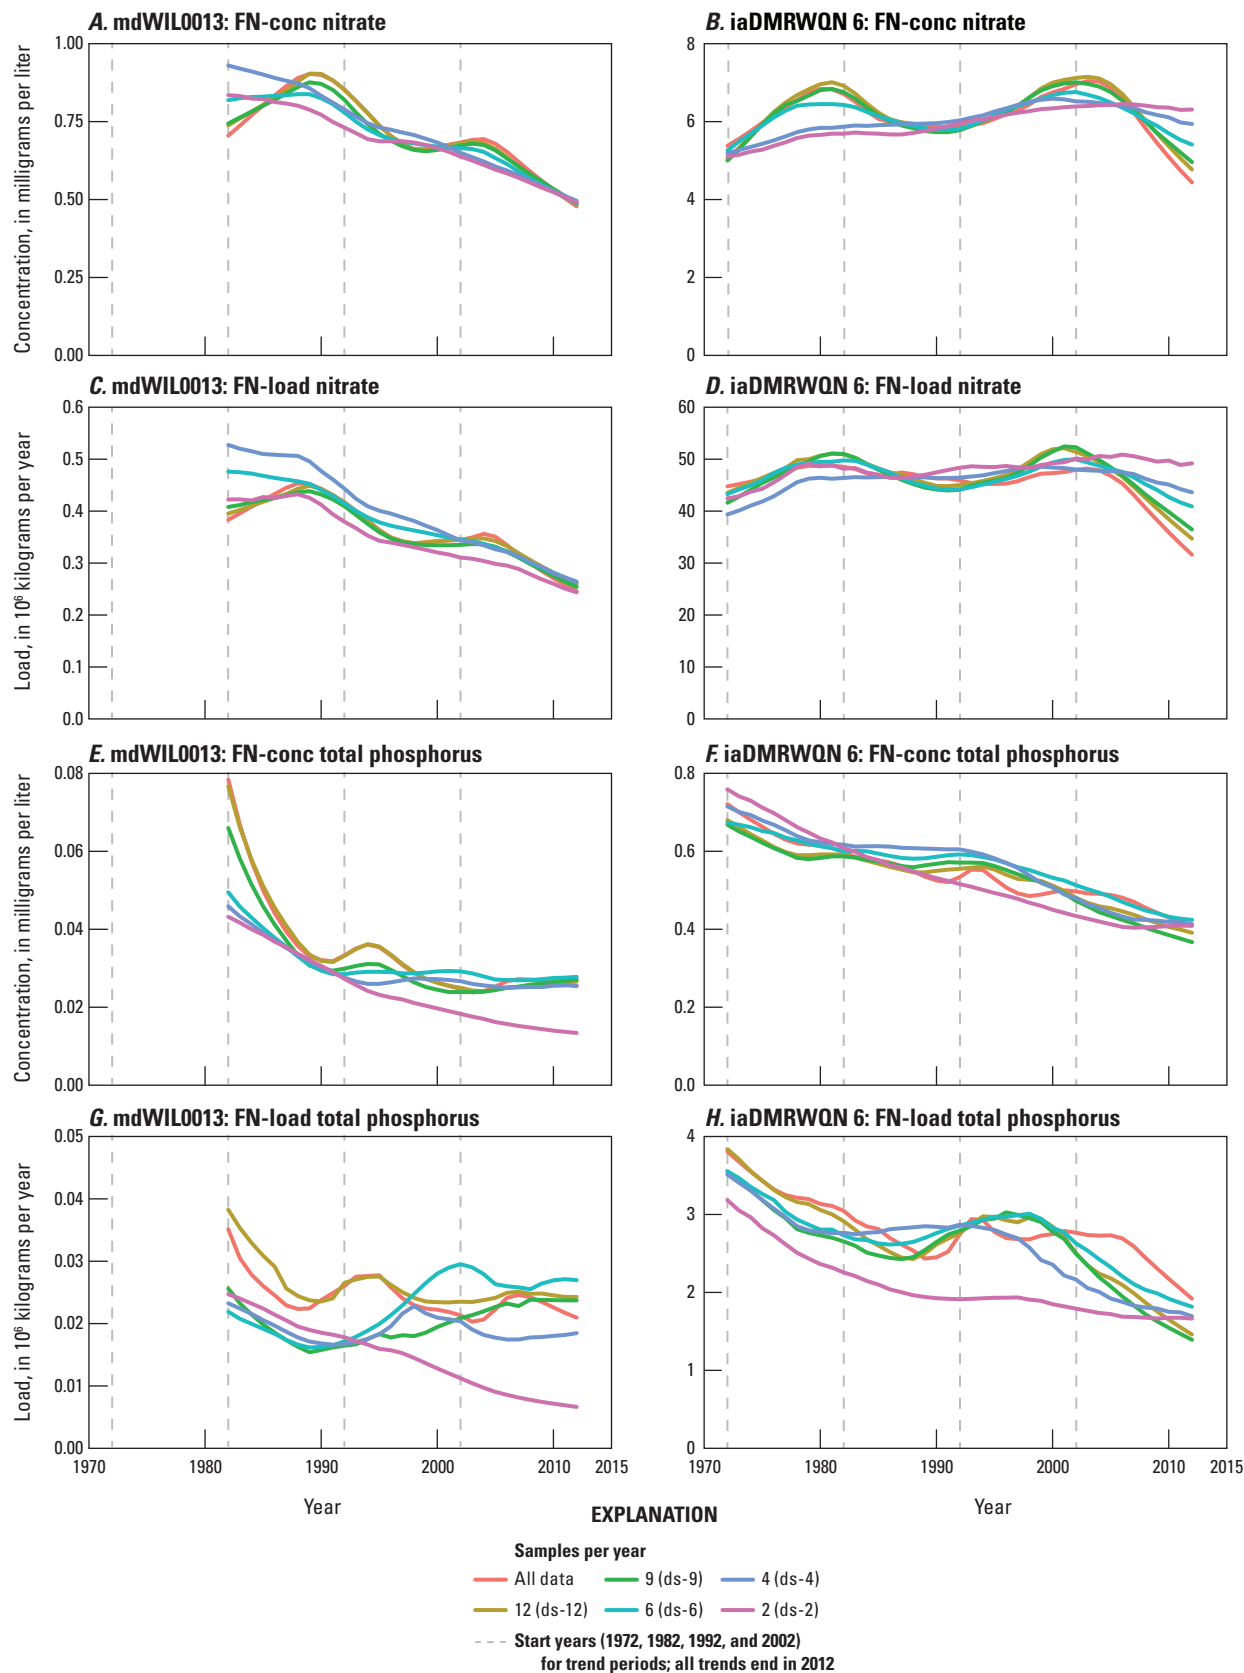 A. mdWIL0013: FN-conc nitrate
Concentration, in milligrams per liter
1.00
0.75
0.50
0.25
0.00
B. iaDMRWQN 6: FN-conc nitrate
8
6
4
2
0
C. mdWIL0013: FN-load nitrate
Load, in 10⁶ kilograms per year
0.6
0.5
0.4
0.3
0.2
0.1
0.0
D. iaDMRWQN 6: FN-load nitrate
60
50
40
30
20
10
0
E. mdWIL0013: FN-conc total phosphorus
Concentration, in milligrams per liter
0.08
0.06
0.04
0.02
0.00
F. iaDMRWQN 6: FN-conc total phosphorus
0.8
0.6
0.4
0.2
0.0
G. mdWIL0013: FN-load total phosphorus
Load, in 10⁶ kilograms per year
0.05
0.04
0.03
0.02
0.01
0.00
1970 1980 1990 2000 2010 2015
Year
H. iaDMRWQN 6: FN-load total phosphorus
4
3
2
1
0
1970 1980 1990 2000 2010 2015
Year
EXPLANATION
Samples per year
All data 9 (ds-9) 4 (ds-4)
12 (ds-12) 6 (ds-6) 2 (ds-2)
Start years (1972, 1982, 1992, and 2002)
for trend periods; all trends end in 2012